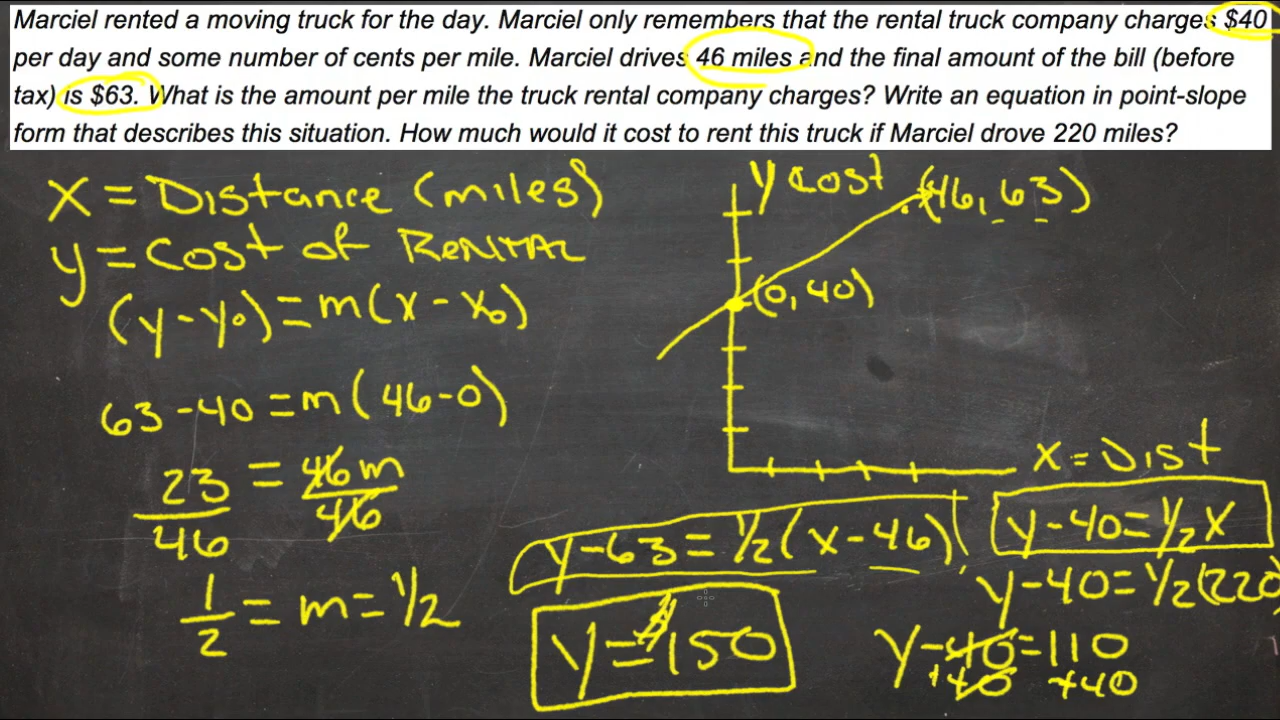 Marciel rented a moving truck for the day. Marciel only remembers that the rental truck company charges $40
per day and some number of cents per mile. Marciel drives 46 miles and the final amount of the bill (before
tax) is $63. What is the amount per mile the truck rental company charges? Write an equation in point-slope
form that describes this situation. How much would it cost to rent this truck if Marciel drove 220 miles?
X = Distance (miles)
y = Cost of RENTAL
(y-y₀) = m(x - x₀)
63-40 = m(46-0)
23/46 = 46m/46
1/2 = m = 1/2
y cost
(46, 63)
(0, 40)
X = Dist
y-63 = 1/2(x-46)
y-40 = 1/2 x
y-40 = 1/2(220)
y-40 = 110
+40 +40
y = 150